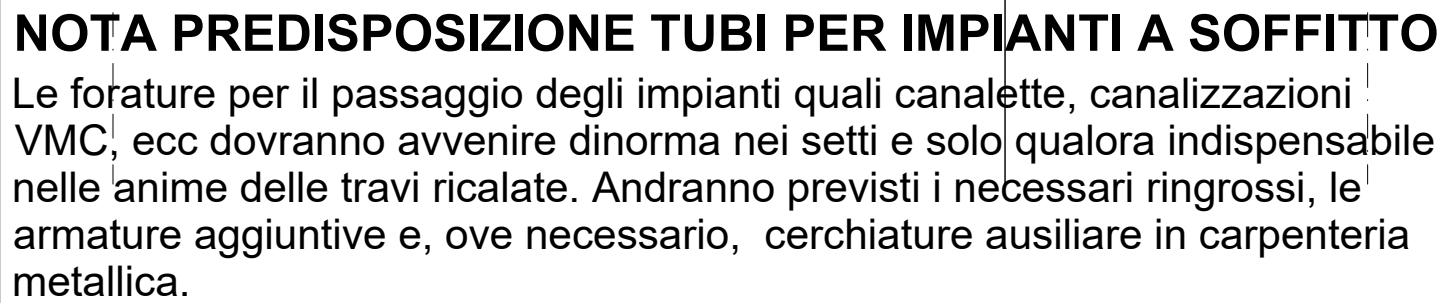 NOTA PREDISPOSIZIONE TUBI PER IMPIANTI A SOFFITTO
Le forature per il passaggio degli impianti quali canalette, canalizzazioni
VMC, ecc dovranno avvenire dinorma nei setti e solo qualora indispensabile
nelle anime delle travi ricalate. Andranno previsti i necessari ringrossi, le
armature aggiuntive e, ove necessario,  cerchiature ausiliare in carpenteria
metallica.